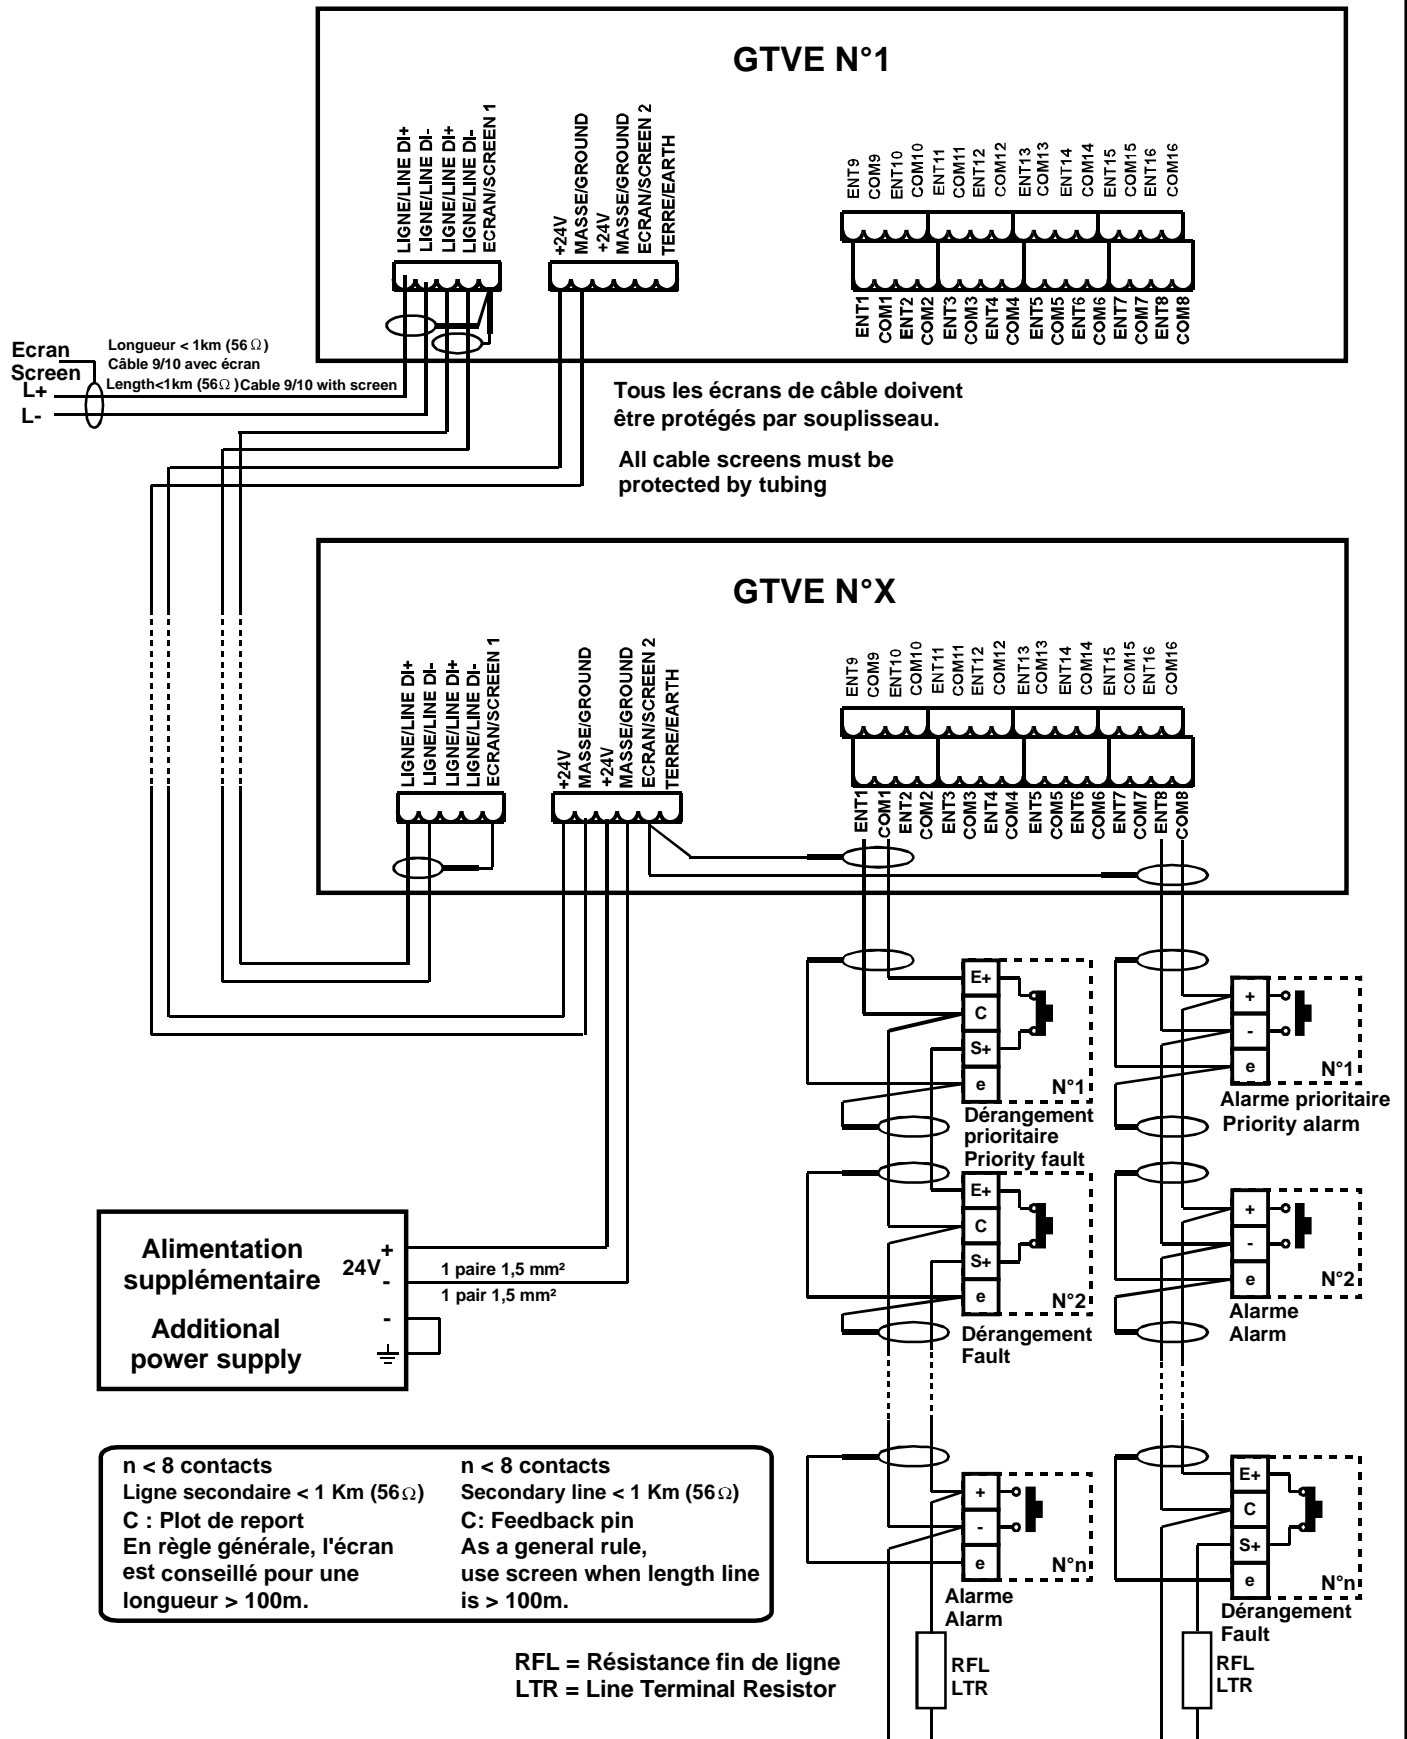 GTVE N°1
LIGNE/LINE DI+
LIGNE/LINE DI-
LIGNE/LINE DI+
LIGNE/LINE DI-
ECRAN/SCREEN 1
+24V
MASSE/GROUND
+24V
MASSE/GROUND
ECRAN/SCREEN 2
TERRE/EARTH
ENT9
COM9
ENT10
COM10
ENT11
COM11
ENT12
COM12
ENT13
COM13
ENT14
COM14
ENT15
COM15
ENT16
COM16
ENT1
COM1
ENT2
COM2
ENT3
COM3
ENT4
COM4
ENT5
COM5
ENT6
COM6
ENT7
COM7
ENT8
COM8
Ecran
Screen
L+
L-
Longueur < 1km (56 Ω)
Câble 9/10 avec écran
Length<1km (56Ω) Cable 9/10 with screen
Tous les écrans de câble doivent
être protégés par souplisseau.
All cable screens must be
protected by tubing
GTVE N°X
LIGNE/LINE DI+
LIGNE/LINE DI-
LIGNE/LINE DI+
LIGNE/LINE DI-
ECRAN/SCREEN 1
+24V
MASSE/GROUND
+24V
MASSE/GROUND
ECRAN/SCREEN 2
TERRE/EARTH
ENT9
COM9
ENT10
COM10
ENT11
COM11
ENT12
COM12
ENT13
COM13
ENT14
COM14
ENT15
COM15
ENT16
COM16
ENT1
COM1
ENT2
COM2
ENT3
COM3
ENT4
COM4
ENT5
COM5
ENT6
COM6
ENT7
COM7
ENT8
COM8
E+
C
S+
e
N°1
Dérangement
prioritaire
Priority fault
+
-
e
N°1
Alarme prioritaire
Priority alarm
E+
C
S+
e
N°2
Dérangement
Fault
+
-
e
N°2
Alarme
Alarm
Alimentation
supplémentaire
Additional
power supply
24V
+
-
-
1 paire 1,5 mm²
1 pair 1,5 mm²
n < 8 contacts
Ligne secondaire < 1 Km (56Ω)
C : Plot de report
En règle générale, l'écran
est conseillé pour une
longueur > 100m.
n < 8 contacts
Secondary line < 1 Km (56Ω)
C: Feedback pin
As a general rule,
use screen when length line
is > 100m.
+
-
e
N°n
Alarme
Alarm
E+
C
S+
e
N°n
Dérangement
Fault
RFL = Résistance fin de ligne
LTR = Line Terminal Resistor
RFL
LTR
RFL
LTR